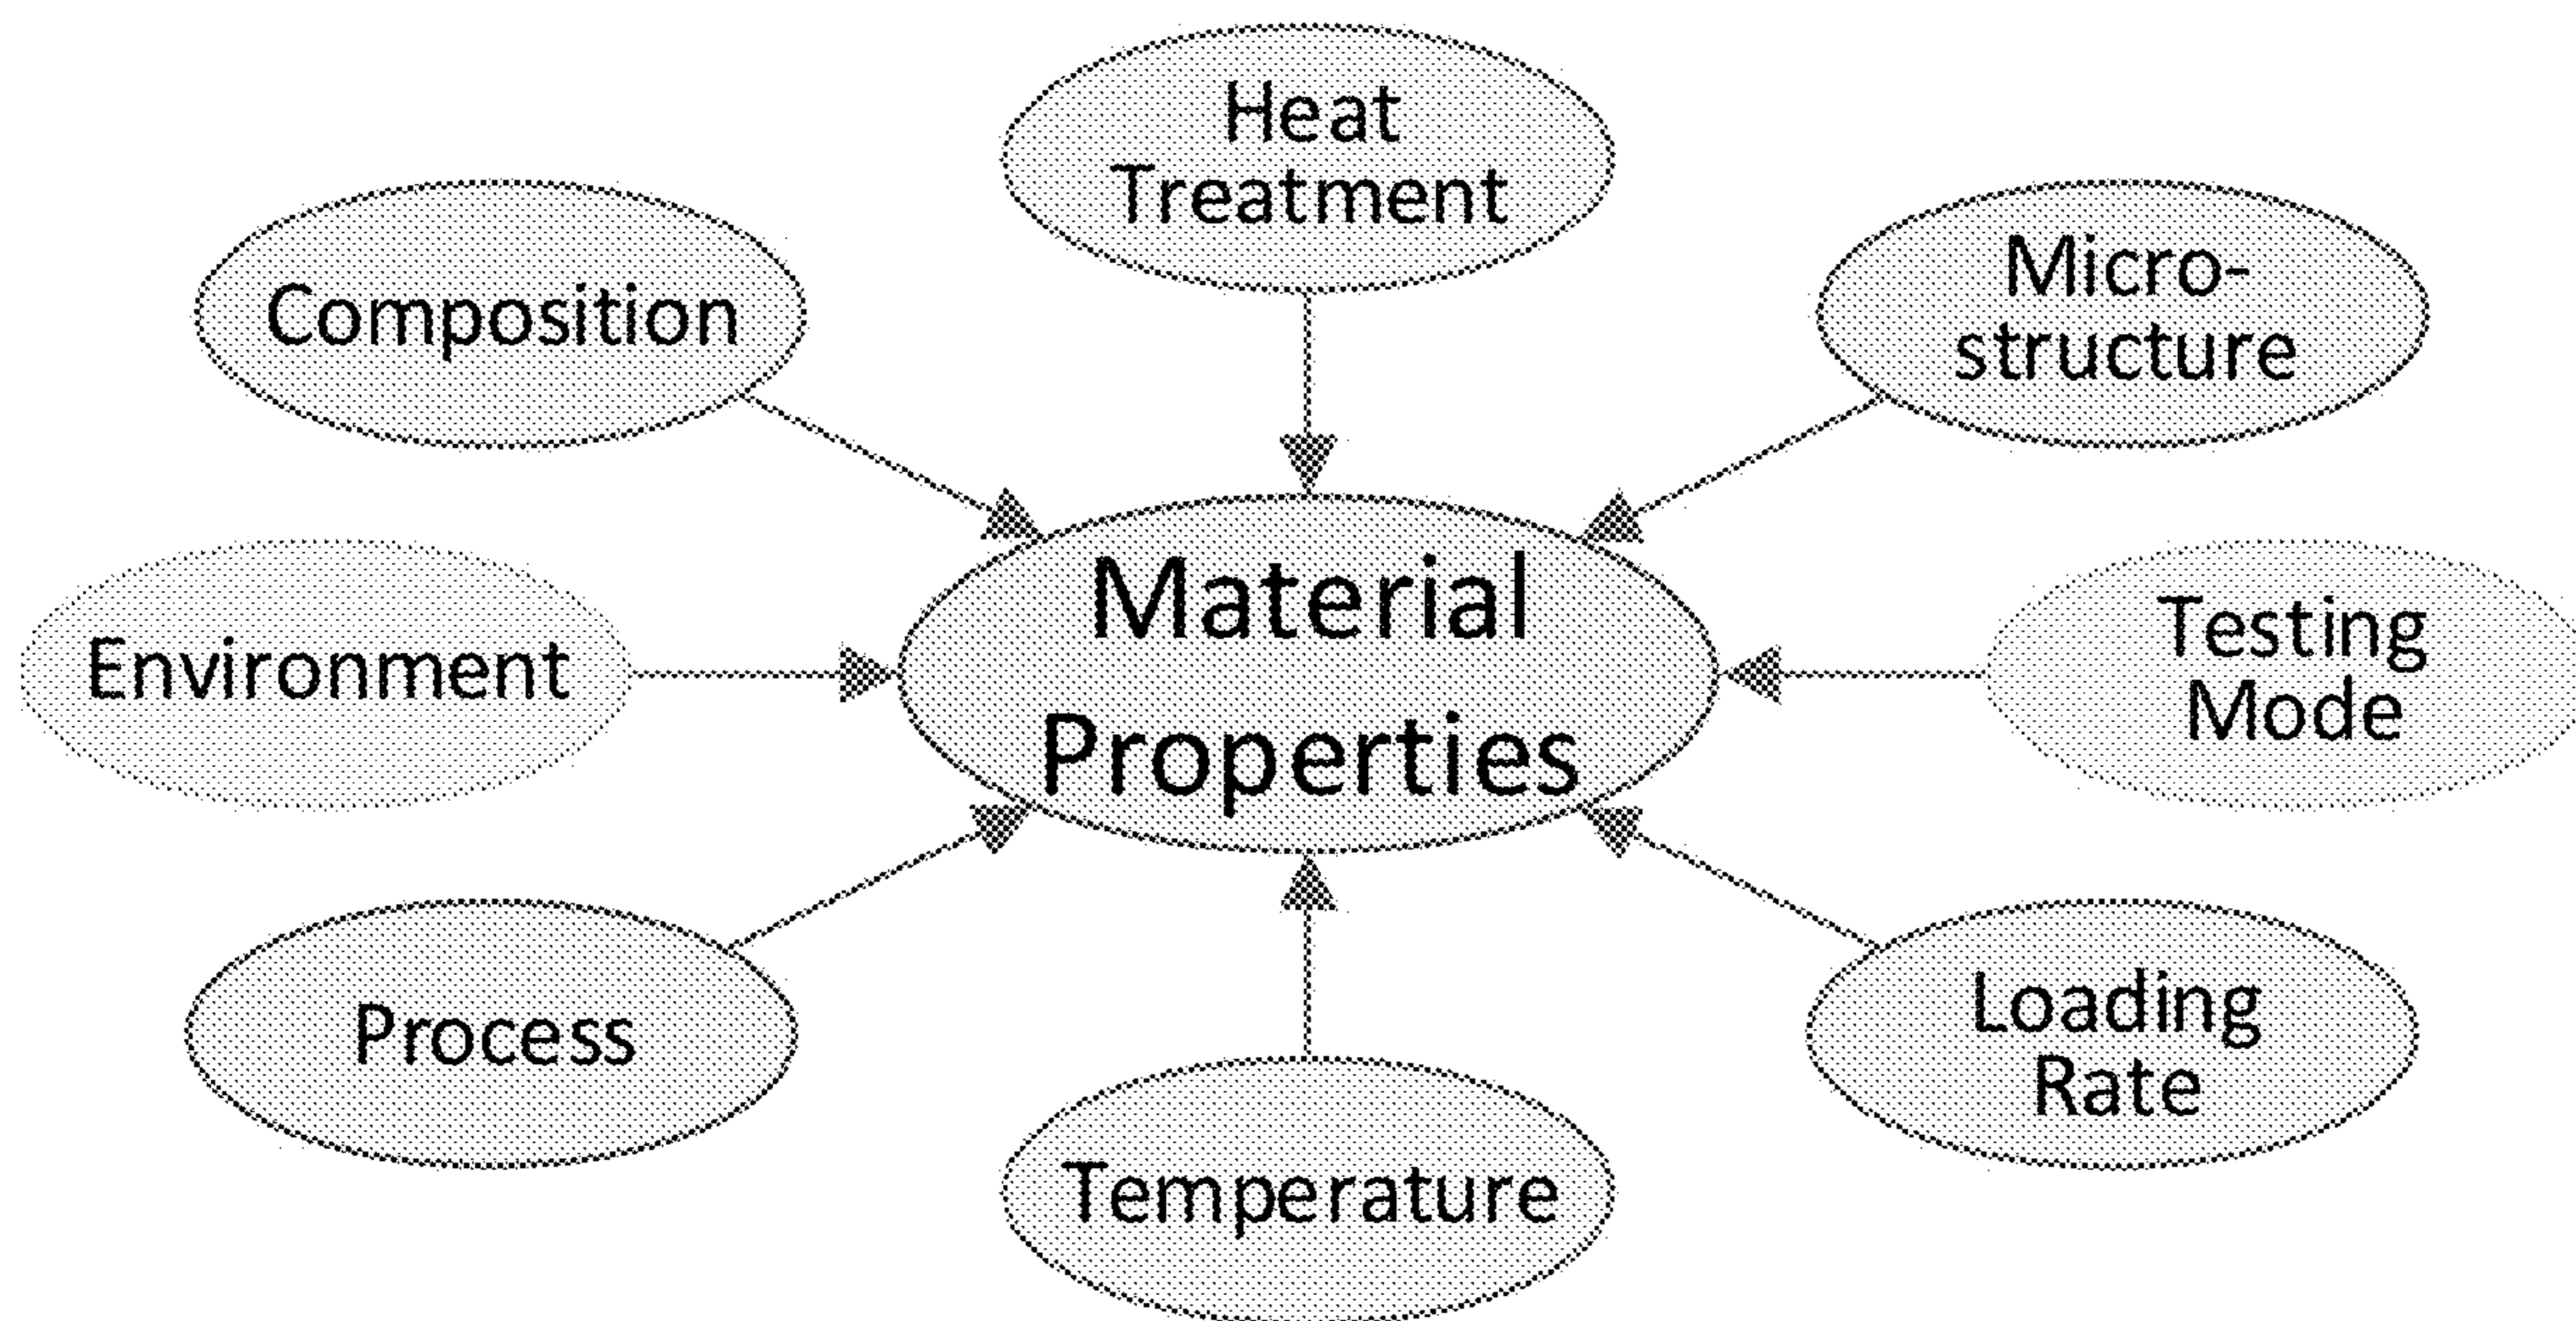 Heat
Treatment
Composition
Micro-
structure
Material
Properties
Environment
Testing
Mode
Process
Loading
Rate
Temperature